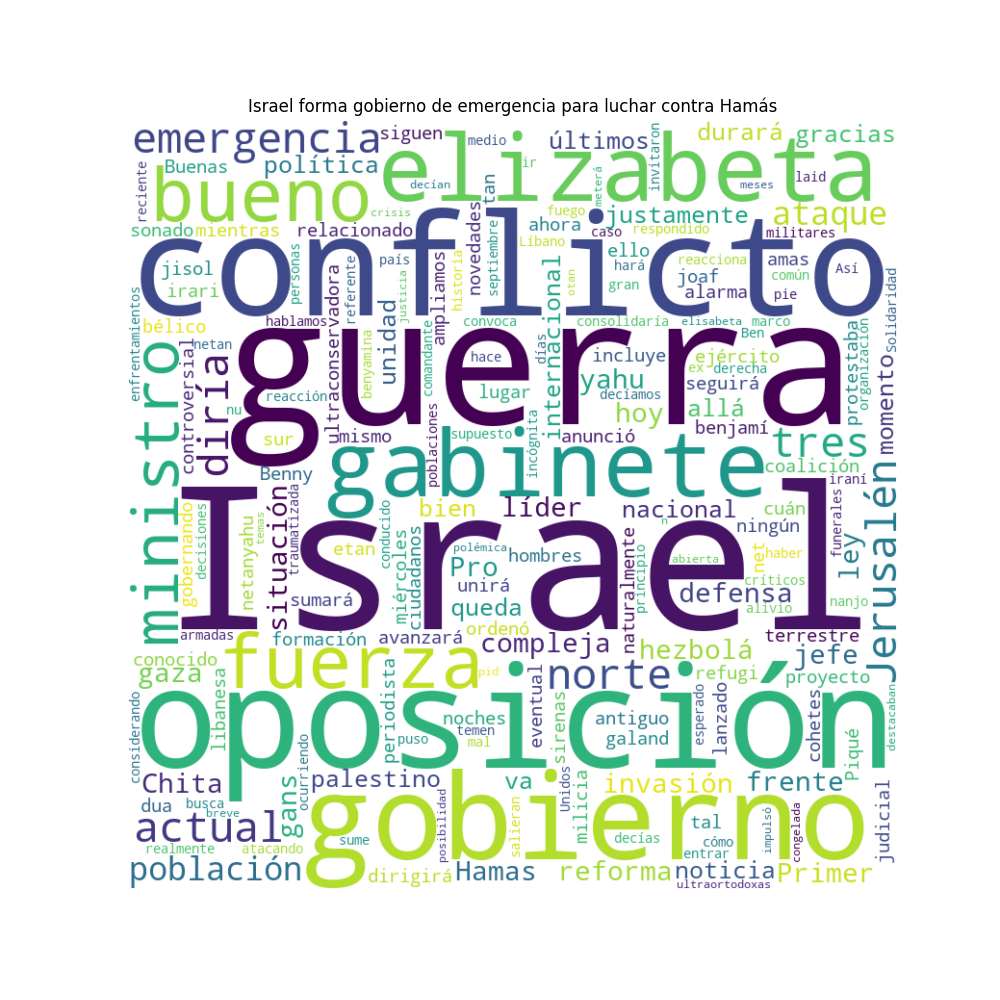 Israel forma gobierno de emergencia para luchar contra Hamás
emergencia
siguen
medio
últimos
invitaron
durará
gracias
reciente
Buenas
política
elizabeta
ir
decían
tan
meterá
meses
laid
bueno
crisis
sonado
mientras
relacionado
novedades
septiembre
fuego
ahora
Líbano
justamente
caso
respondido
ataque
militares
conflicto
jisol
irari
personas
país
referente
justicia
ampliamos
historia
internacional
otan
ello
hará
gran
reacciona
joaf
alarma
amas
común
pie
Así
Solidaridad
enfrentamientos
bélico
hablamos
ultraconservadora
unidad
comandante
convoca
consolidaría
elisabeta
marco
Ben
protestaba
organización
momento
ministro
netan
controversial
diría
reacción
benyamina
guerra
hace
días
incluye
yahu
decíamos
ejército
ex
derecha
seguirá
nu
sur
mismo
poblaciones
lugar
supuesto
incógnita
anunció
hoy
allá
benjamí
tres
coalición
Benny
gabinete
bien
líder
nacional
cuán
ningún
iraní
ley
Jerusalén
gobernando
decisiones
netanyahu
temas
situación
traumatizada
etan
conducido
miércoles
ciudadanos
polémica
Pro
hombres
naturalmente
principio
n
abierta
net
haber
críticos
alivio
funerales
nanjo
Israel
sumará
unirá
queda
defensa
armadas
formación
avanzará
ordenó
compleja
hezbolá
terrestre
jefe
conocido
gaza
libanesa
fuerza
pid
periodista
norte
refugi
proyecto
considerando
oposición
ocurriendo
puso
noches
temen
mal
eventual
sirenas
antiguo
galand
esperado
lanzado
cohetes
Piqué
destacaban
Chita
gans
palestino
va
Unidos
milicia
invasión
frente
dua
busca
breve
actual
gobierno
sume
posibilidad
salieran
decías
tal
cómo
entrar
impulsó
congelada
judicial
realmente
atacando
población
dirigirá
Hamas
reforma
noticia
ultraortodoxas
Primer